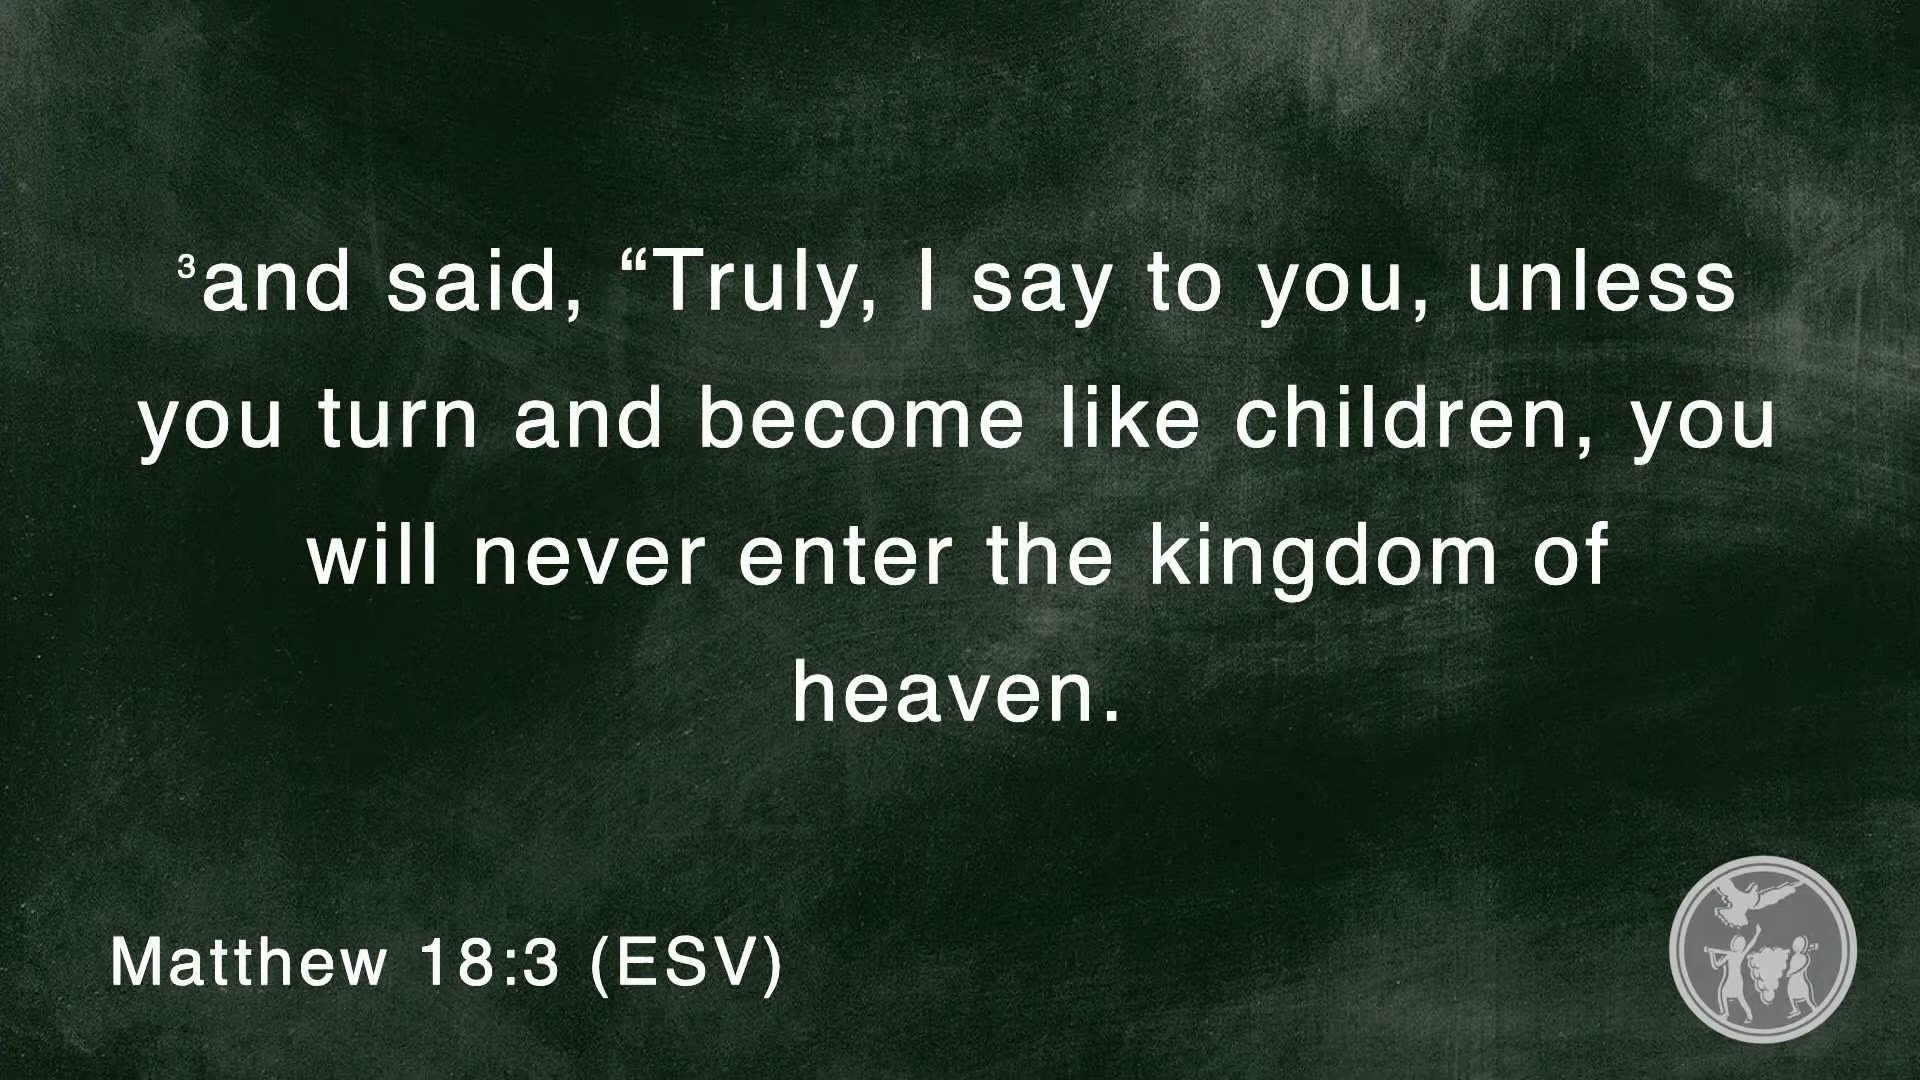 ³and said, “Truly, I say to you, unless
you turn and become like children, you
will never enter the kingdom of
heaven.
Matthew 18:3 (ESV)